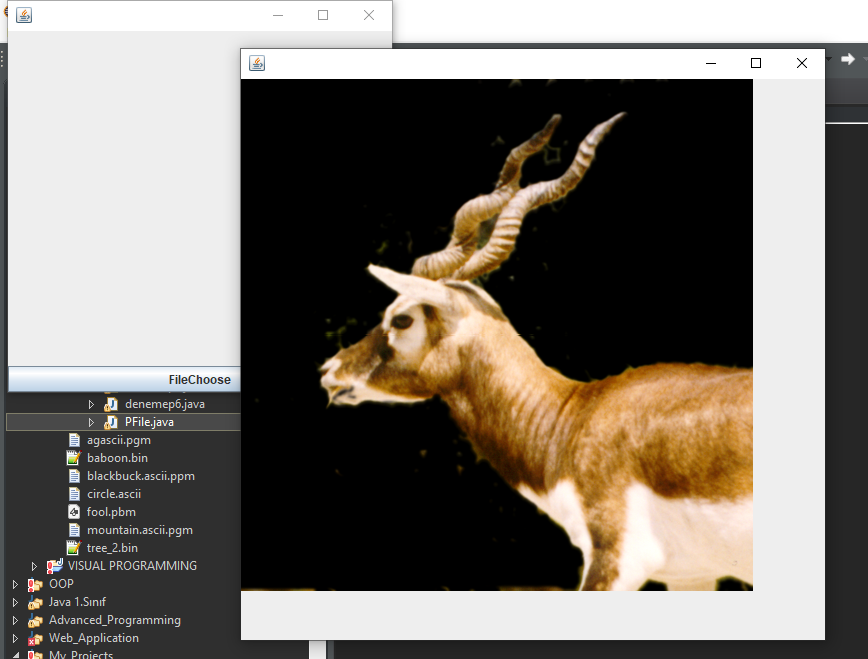 FileChoose
denemep6.java
PFile.java
agascii.pgm
baboon.bin
blackbuck.ascii.ppm
circle.ascii
fool.pbm
mountain.ascii.pgm
tree_2.bin
VISUAL PROGRAMMING
OOP
Java 1.Sınıf
Advanced_Programming
Web_Application
My_Projects